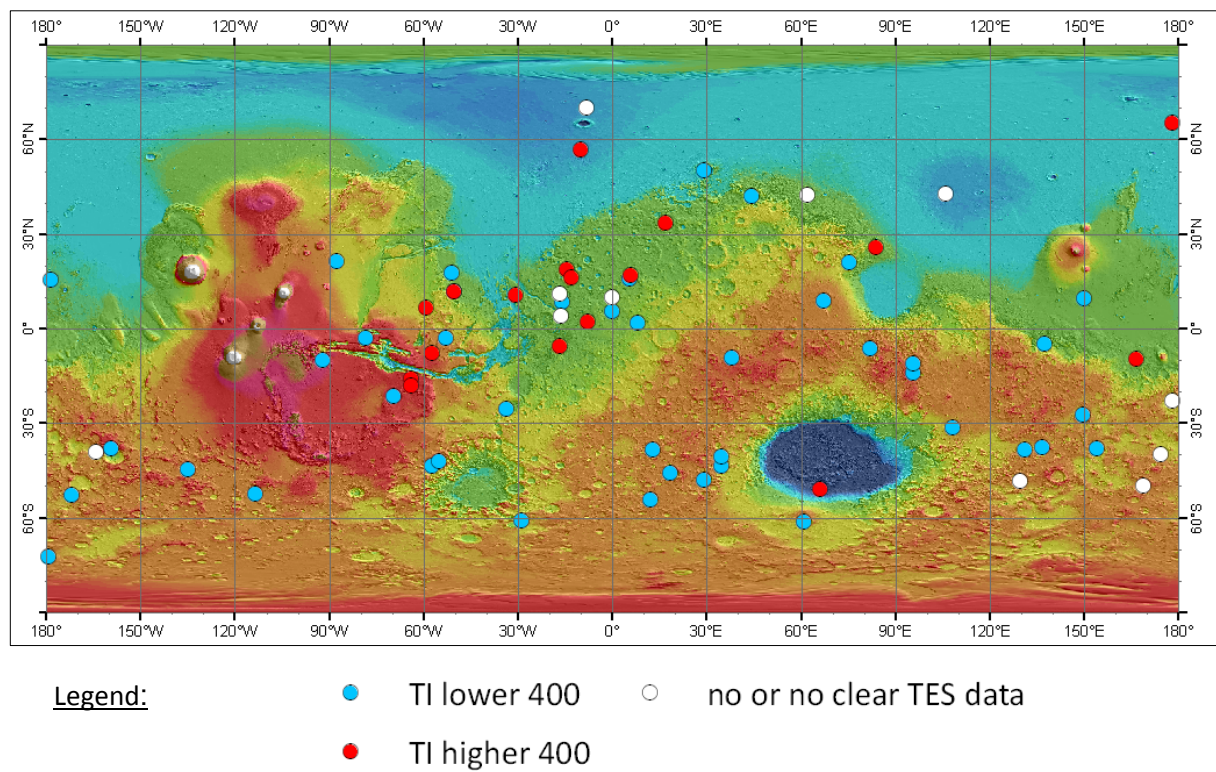 180° 150°W 120°W 90°W 60°W 30°W 0° 30°E 60°E 90°E 120°E 150°E 180°
60°N 60°N
30°N 30°N
0° 0°
30°S 30°S
60°S 60°S
180° 150°W 120°W 90°W 60°W 30°W 0° 30°E 60°E 90°E 120°E 150°E 180°
Legend: TI lower 400 no or no clear TES data
TI higher 400